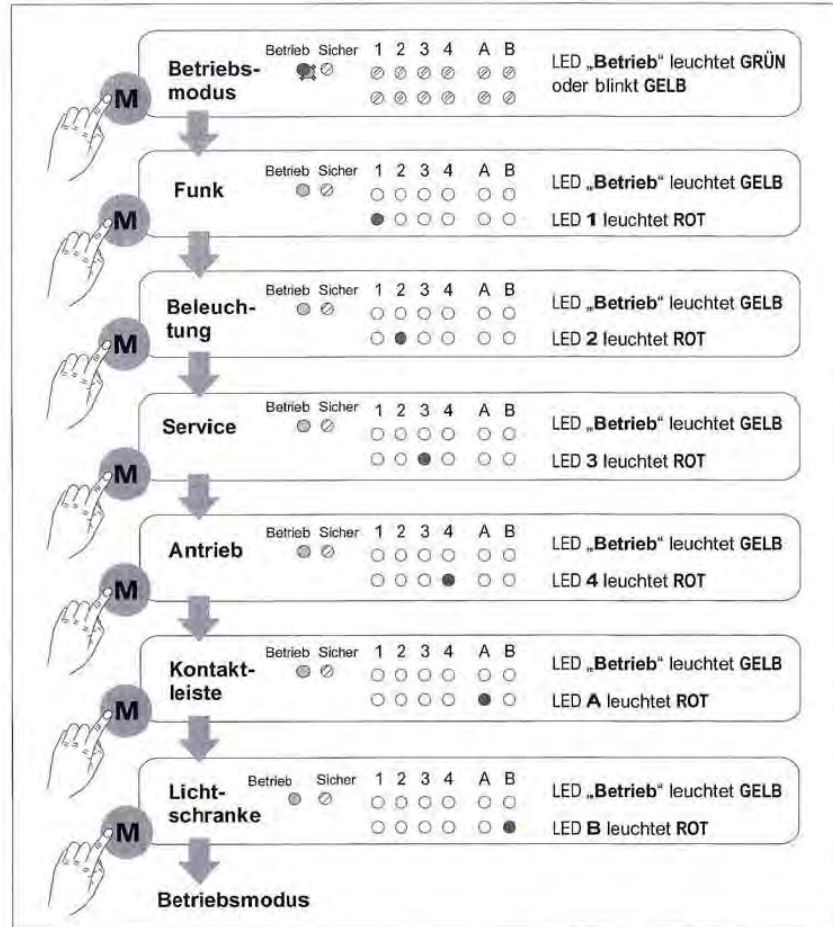 Betrieb Sicher 1 2 3 4 A B
Betriebs-
modus
LED „Betrieb“ leuchtet GRÜN
oder blinkt GELB
M
Betrieb Sicher 1 2 3 4 A B
Funk
LED „Betrieb“ leuchtet GELB
LED 1 leuchtet ROT
M
Betrieb Sicher 1 2 3 4 A B
Beleuch-
tung
LED „Betrieb“ leuchtet GELB
LED 2 leuchtet ROT
M
Betrieb Sicher 1 2 3 4 A B
Service
LED „Betrieb“ leuchtet GELB
LED 3 leuchtet ROT
M
Betrieb Sicher 1 2 3 4 A B
Antrieb
LED „Betrieb“ leuchtet GELB
LED 4 leuchtet ROT
M
Betrieb Sicher 1 2 3 4 A B
Kontakt-
leiste
LED „Betrieb“ leuchtet GELB
LED A leuchtet ROT
M
Betrieb Sicher 1 2 3 4 A B
Licht-
schranke
LED „Betrieb“ leuchtet GELB
LED B leuchtet ROT
M
Betriebsmodus